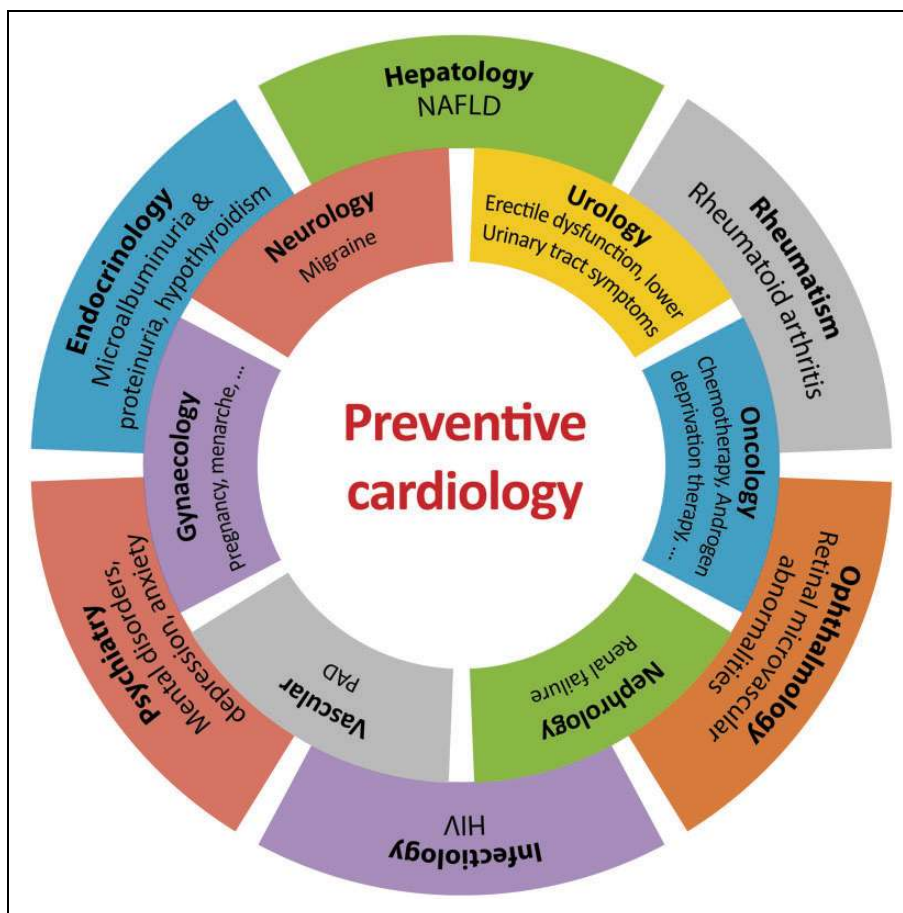 Hepatology
NAFLD
Rheumatism
Rheumatoid arthritis
Ophthalmology
Retinal microvascular
abnormalities
Infectiology
HIV
Psychiatry
Mental disorders,
depression, anxiety
Endocrinology
Microalbuminuria &
proteinuria, hypothyroidism
Neurology
Migraine
Urology
Erectile dysfunction, lower
Urinary tract symptoms
Oncology
Chemotherapy, Androgen
deprivation therapy, ...
Nephrology
Renal failure
Vascular
PAD
Gynaecology
Pregnancy, menarche, ...
Preventive
cardiology